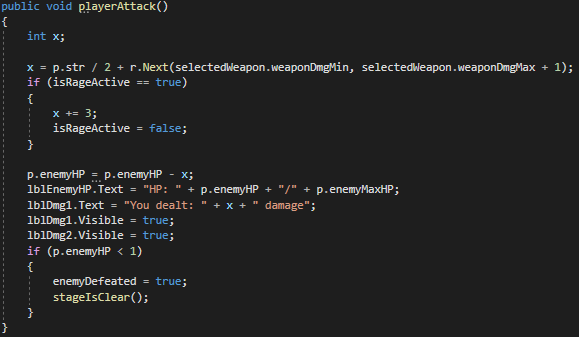 public void playerAttack()
{
int x;
x = p.str / 2 + r.Next(selectedWeapon.weaponDmgMin, selectedWeapon.weaponDmgMax + 1);
if (isRageActive == true)
{
x += 3;
isRageActive = false;
}
p.enemyHP = p.enemyHP - x;
lblEnemyHP.Text = "HP: " + p.enemyHP + "/" + p.enemyMaxHP;
lblDmg1.Text = "You dealt: " + x + " damage";
lblDmg1.Visible = true;
lblDmg2.Visible = true;
if (p.enemyHP < 1)
{
enemyDefeated = true;
stageIsClear();
}
}